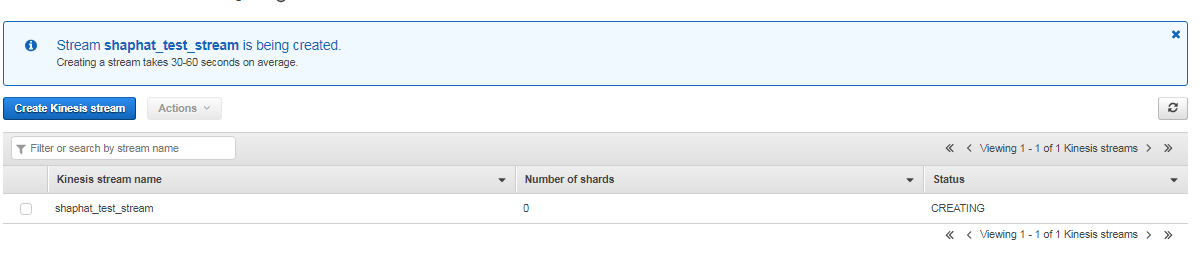 Stream shaphat_test_stream is being created.
Creating a stream takes 30-60 seconds on average.
Create Kinesis stream
Actions
Filter or search by stream name
Viewing 1 - 1 of 1 Kinesis streams
Kinesis stream name
Number of shards
Status
shaphat_test_stream
0
CREATING
Viewing 1 - 1 of 1 Kinesis streams